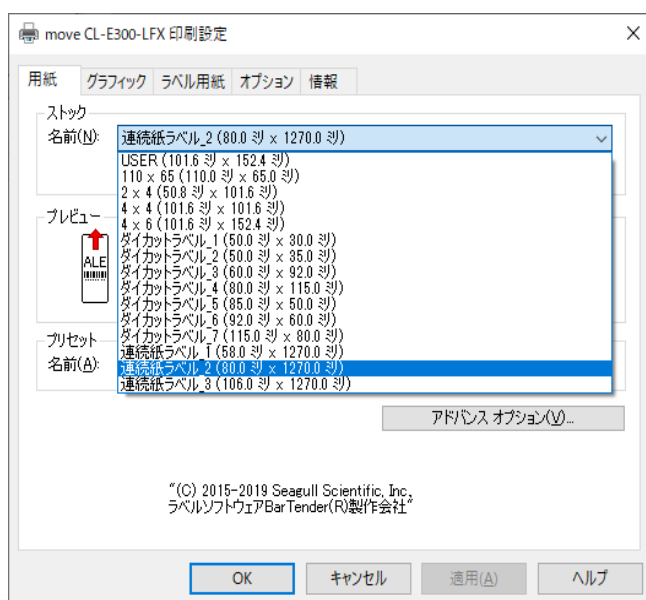 move CL-E300-LFX 印刷設定
用紙 グラフィック ラベル用紙 オプション 情報
ストック
名前(N): 連続紙ラベル_2 (80.0 ミリ x 1270.0 ミリ)
USER (101.6 ミリ x 152.4 ミリ)
110 x 65 (110.0 ミリ x 65.0 ミリ)
2 x 4 (50.8 ミリ x 101.6 ミリ)
4 x 4 (101.6 ミリ x 101.6 ミリ)
4 x 6 (101.6 ミリ x 152.4 ミリ)
ダイカットラベル_1 (50.0 ミリ x 30.0 ミリ)
ダイカットラベル_2 (50.0 ミリ x 35.0 ミリ)
ダイカットラベル_3 (60.0 ミリ x 92.0 ミリ)
ダイカットラベル_4 (80.0 ミリ x 115.0 ミリ)
ダイカットラベル_5 (85.0 ミリ x 50.0 ミリ)
ダイカットラベル_6 (92.0 ミリ x 60.0 ミリ)
ダイカットラベル_7 (115.0 ミリ x 80.0 ミリ)
連続紙ラベル_1 (58.0 ミリ x 1270.0 ミリ)
連続紙ラベル_2 (80.0 ミリ x 1270.0 ミリ)
連続紙ラベル_3 (106.0 ミリ x 1270.0 ミリ)
プレビュー
ALE
プリセット
名前(A):
アドバンス オプション(V)...
"(C) 2015-2019 Seagull Scientific, Inc.
ラベルソフトウェアBarTender(R)製作会社"
OK キャンセル 適用(A) ヘルプ